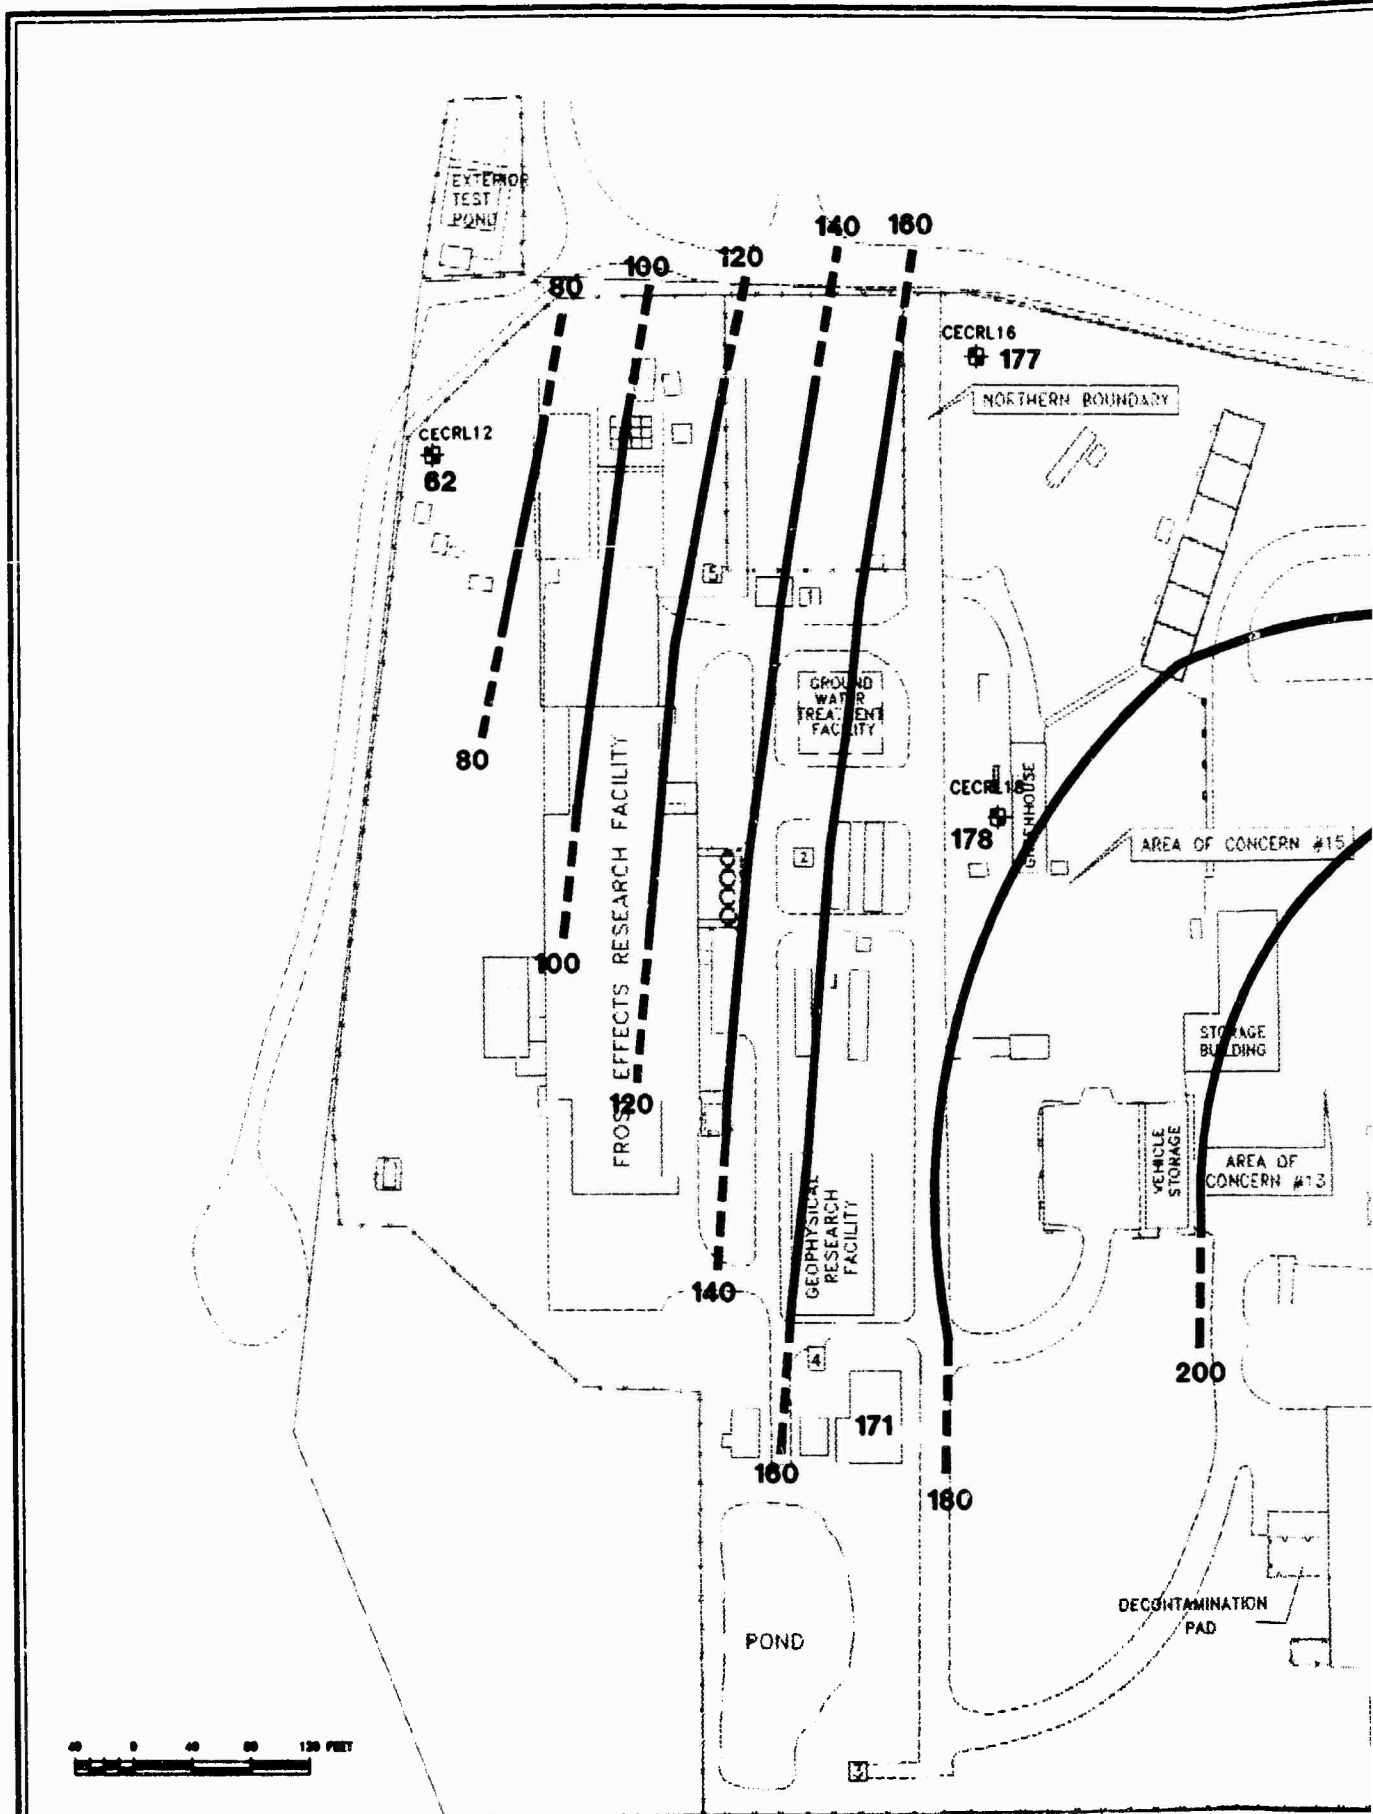 EXTERIOR
TEST
POND
140
160
120
100
80
CECRL16
177
NORTHERN BOUNDARY
CECRL12
62
GROUND
WATER
TREATMENT
FACILITY
80
CECRL18
178
GREENHOUSE
AREA OF CONCERN #15
2
FROST EFFECTS RESEARCH FACILITY
100
STORAGE
BUILDING
120
VEHICLE
STORAGE
AREA OF
CONCERN #13
GEOPHYSICAL
RESEARCH
FACILITY
140
4
200
171
160
180
DECONTAMINATION
PAD
POND
40 0 40 80 120 FEET
3